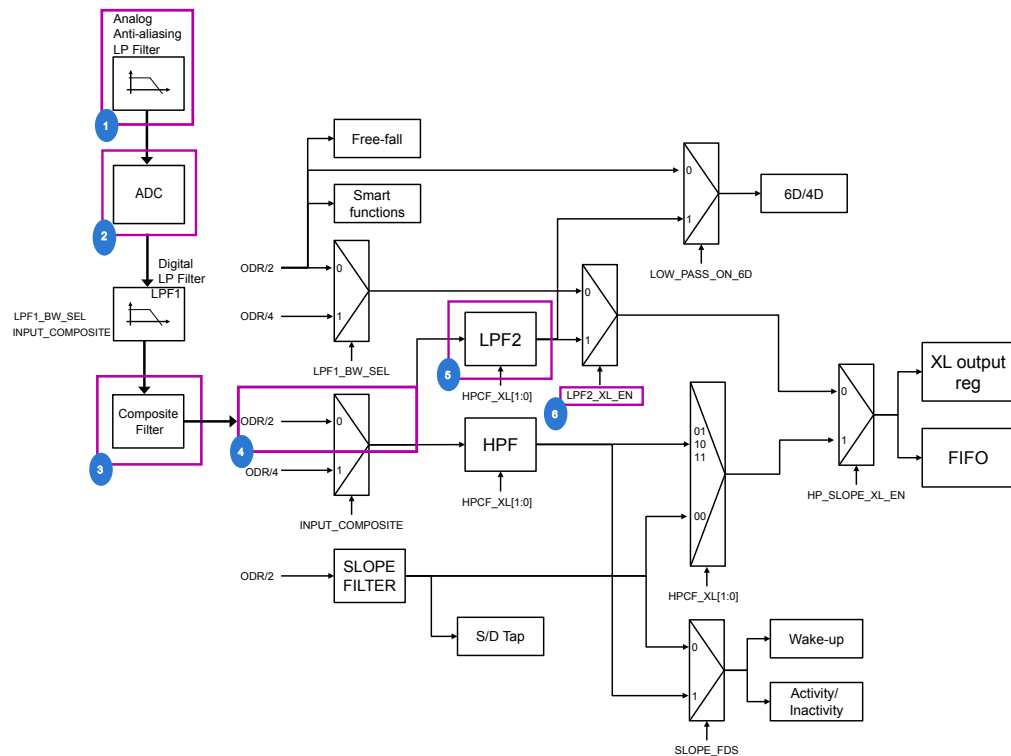 Analog
Anti-aliasing
LP Filter
1
ADC
2
Digital
LP Filter
LPF1
LPF1_BW_SEL
INPUT_COMPOSITE
Composite
Filter
3
Free-fall
Smart
functions
ODR/2
0
ODR/4
1
LPF1_BW_SEL
ODR/2
0
4
ODR/4
1
INPUT_COMPOSITE
ODR/2
SLOPE
FILTER
S/D Tap
LPF2
5
HPCF_XL[1:0]
HPF
HPCF_XL[1:0]
0
1
LPF2_XL_EN
6
0
1
LOW_PASS_ON_6D
6D/4D
01
10
11
00
HPCF_XL[1:0]
0
1
SLOPE_FDS
Wake-up
Activity/
Inactivity
0
1
HP_SLOPE_XL_EN
XL output
reg
FIFO